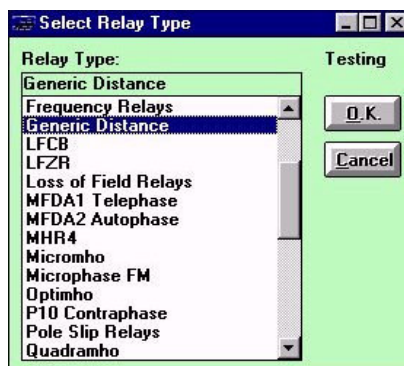 Select Relay Type
Relay Type:
Testing
Generic Distance
Frequency Relays
Generic Distance
LFCB
LFZR
Loss of Field Relays
MFDA1 Telephase
MFDA2 Autophase
MHR4
Micromho
Microphase FM
Optimho
P10 Contraphase
Pole Slip Relays
Quadramho
O.K.
Cancel